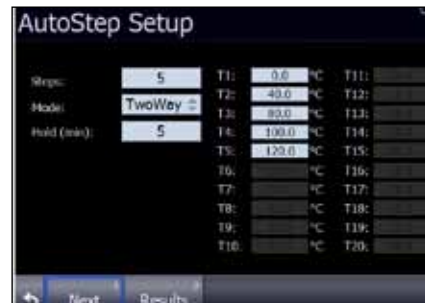 AutoStep Setup
Steps: 5 T1: 0.0 °C T11:
Mode: TwoWay T2: 40.0 °C T12:
T3: 80.0 °C T13:
Hold (min): 5 T4: 100.0 °C T14:
T5: 120.0 °C T15:
T6: °C T16:
T7: °C T17:
T8: °C T18:
T9: °C T19:
T10: °C T20:
Next Results